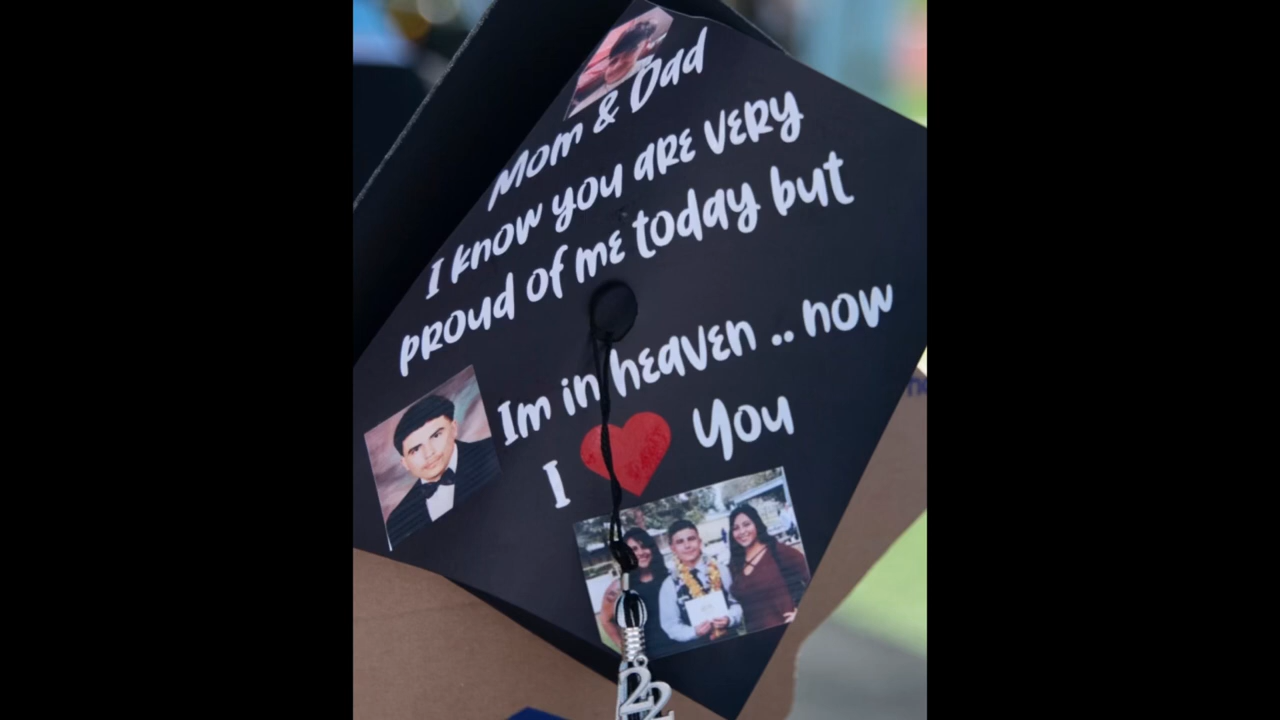 Mom & Dad
I know you are very
proud of me today but
Im in heaven .. now
I ❤ You
22